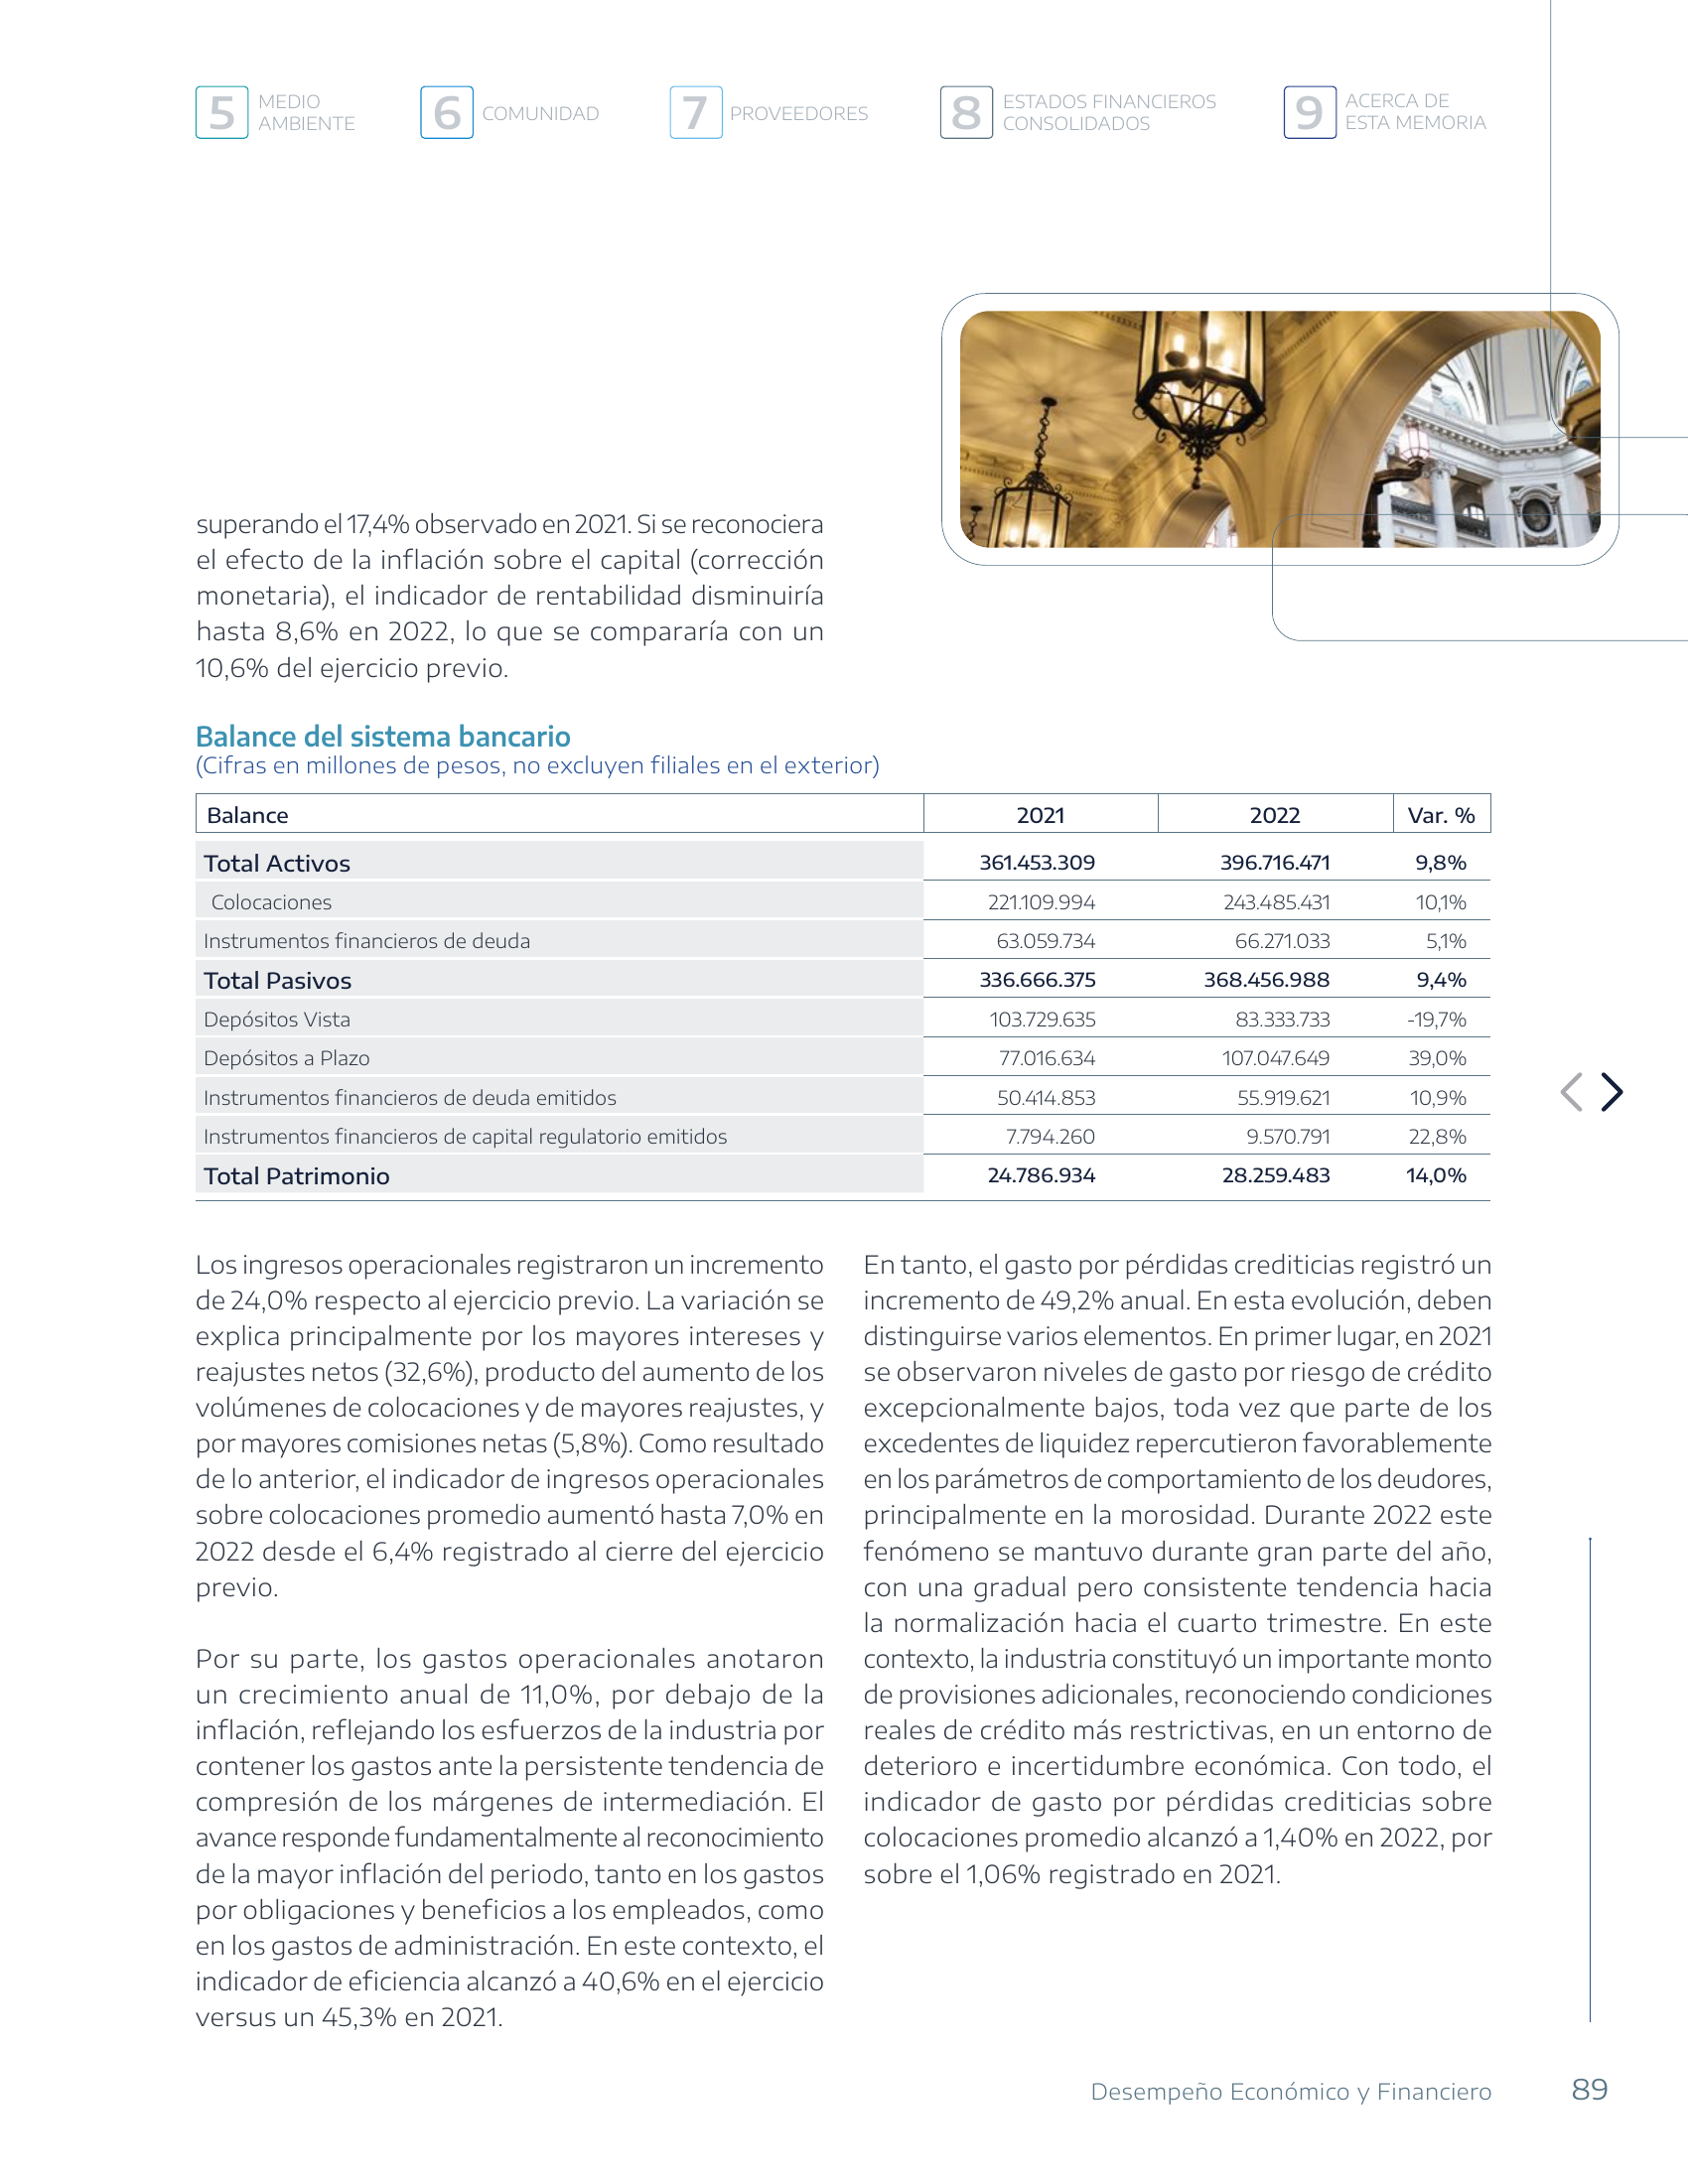 5 MEDIO
AMBIENTE
6 COMUNIDAD
7 PROVEEDORES
8 ESTADOS FINANCIEROS
CONSOLIDADOS
9 ACERCA DE
ESTA MEMORIA
superando el 17,4% observado en 2021. Si se reconociera
el efecto de la inflación sobre el capital (corrección
monetaria), el indicador de rentabilidad disminuiría
hasta 8,6% en 2022, lo que se compararía con un
10,6% del ejercicio previo.
Balance del sistema bancario
(Cifras en millones de pesos, no excluyen filiales en el exterior)
Balance 2021 2022 Var. %
Total Activos 361.453.309 396.716.471 9,8%
Colocaciones 221.109.994 243.485.431 10,1%
Instrumentos financieros de deuda 63.059.734 66.271.033 5,1%
Total Pasivos 336.666.375 368.456.988 9,4%
Depósitos Vista 103.729.635 83.333.733 -19,7%
Depósitos a Plazo 77.016.634 107.047.649 39,0%
Instrumentos financieros de deuda emitidos 50.414.853 55.919.621 10,9%
Instrumentos financieros de capital regulatorio emitidos 7.794.260 9.570.791 22,8%
Total Patrimonio 24.786.934 28.259.483 14,0%
Los ingresos operacionales registraron un incremento
de 24,0% respecto al ejercicio previo. La variación se
explica principalmente por los mayores intereses y
reajustes netos (32,6%), producto del aumento de los
volúmenes de colocaciones y de mayores reajustes, y
por mayores comisiones netas (5,8%). Como resultado
de lo anterior, el indicador de ingresos operacionales
sobre colocaciones promedio aumentó hasta 7,0% en
2022 desde el 6,4% registrado al cierre del ejercicio
previo.
Por su parte, los gastos operacionales anotaron
un crecimiento anual de 11,0%, por debajo de la
inflación, reflejando los esfuerzos de la industria por
contener los gastos ante la persistente tendencia de
compresión de los márgenes de intermediación. El
avance responde fundamentalmente al reconocimiento
de la mayor inflación del periodo, tanto en los gastos
por obligaciones y beneficios a los empleados, como
en los gastos de administración. En este contexto, el
indicador de eficiencia alcanzó a 40,6% en el ejercicio
versus un 45,3% en 2021.
En tanto, el gasto por pérdidas crediticias registró un
incremento de 49,2% anual. En esta evolución, deben
distinguirse varios elementos. En primer lugar, en 2021
se observaron niveles de gasto por riesgo de crédito
excepcionalmente bajos, toda vez que parte de los
excedentes de liquidez repercutieron favorablemente
en los parámetros de comportamiento de los deudores,
principalmente en la morosidad. Durante 2022 este
fenómeno se mantuvo durante gran parte del año,
con una gradual pero consistente tendencia hacia
la normalización hacia el cuarto trimestre. En este
contexto, la industria constituyó un importante monto
de provisiones adicionales, reconociendo condiciones
reales de crédito más restrictivas, en un entorno de
deterioro e incertidumbre económica. Con todo, el
indicador de gasto por pérdidas crediticias sobre
colocaciones promedio alcanzó a 1,40% en 2022, por
sobre el 1,06% registrado en 2021.
Desempeño Económico y Financiero 89